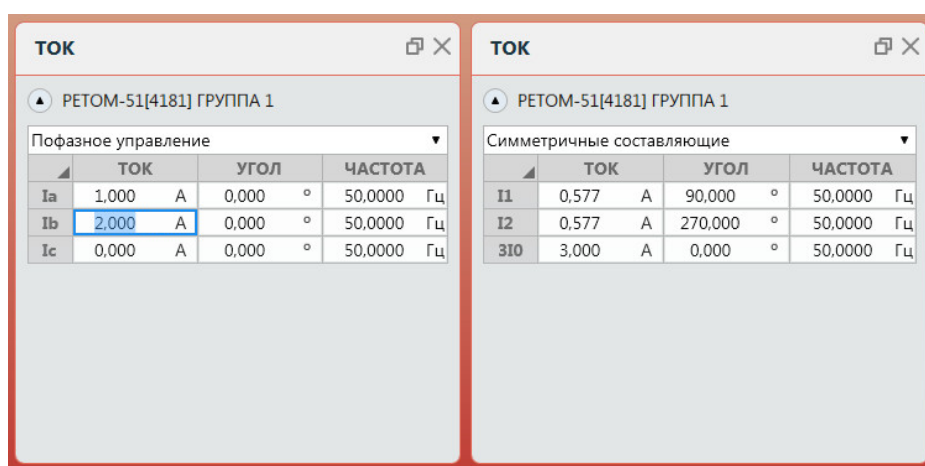 ТОК
РЕТОМ-51[4181] ГРУППА 1
Пофазное управление
ТОК УГОЛ ЧАСТОТА
Ia 1,000 А 0,000 ° 50,0000 Гц
Ib 2,000 А 0,000 ° 50,0000 Гц
Ic 0,000 А 0,000 ° 50,0000 Гц
ТОК
РЕТОМ-51[4181] ГРУППА 1
Симметричные составляющие
ТОК УГОЛ ЧАСТОТА
I1 0,577 А 90,000 ° 50,0000 Гц
I2 0,577 А 270,000 ° 50,0000 Гц
3I0 3,000 А 0,000 ° 50,0000 Гц